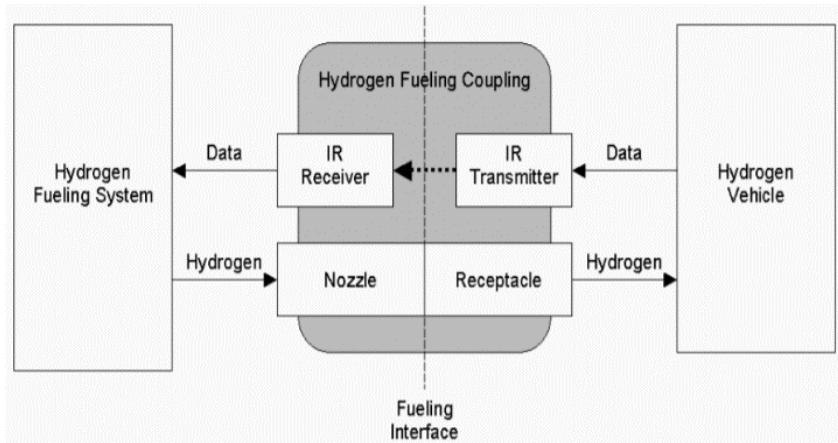 Hydrogen Fueling Coupling
Data
IR
Receiver
IR
Transmitter
Data
Hydrogen
Fueling System
Hydrogen
Vehicle
Hydrogen
Nozzle
Receptacle
Hydrogen
Fueling
Interface